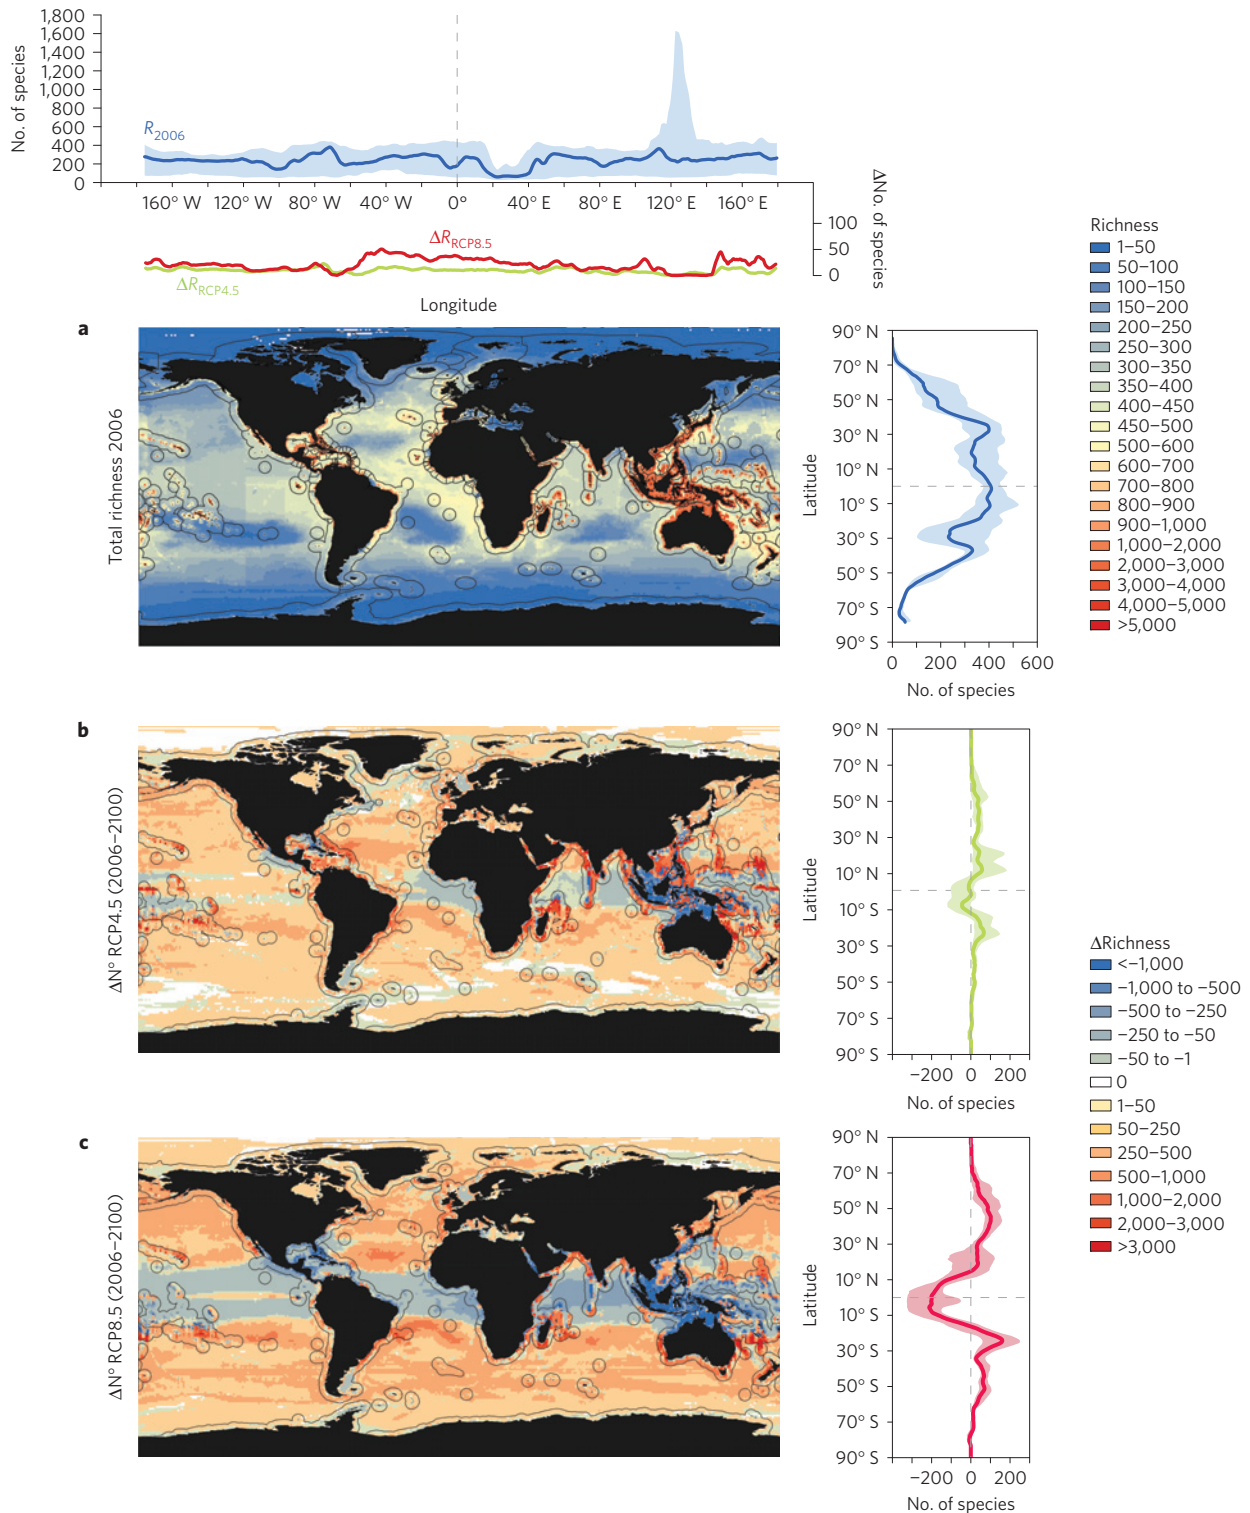 1,800
1,600
1,400
1,200
1,000
800
600
400
200
0
No. of species
R2006
160° W 120° W 80° W 40° W 0° 40° E 80° E 120° E 160° E
100
50
0
ΔNo. of species
ΔRRCP8.5
ΔRRCP4.5
Longitude
a
Total richness 2006
90° N
70° N
50° N
30° N
10° N
10° S
30° S
50° S
70° S
90° S
Latitude
0 200 400 600
No. of species
Richness
1–50
50–100
100–150
150–200
200–250
250–300
300–350
350–400
400–450
450–500
500–600
600–700
700–800
800–900
900–1,000
1,000–2,000
2,000–3,000
3,000–4,000
4,000–5,000
>5,000
b
ΔN° RCP4.5 (2006–2100)
90° N
70° N
50° N
30° N
10° N
10° S
30° S
50° S
70° S
90° S
Latitude
−200 0 200
No. of species
ΔRichness
<−1,000
−1,000 to −500
−500 to −250
−250 to −50
−50 to −1
0
1–50
50–250
250–500
500–1,000
1,000–2,000
2,000–3,000
>3,000
c
ΔN° RCP8.5 (2006–2100)
90° N
70° N
50° N
30° N
10° N
10° S
30° S
50° S
70° S
90° S
Latitude
−200 0 200
No. of species